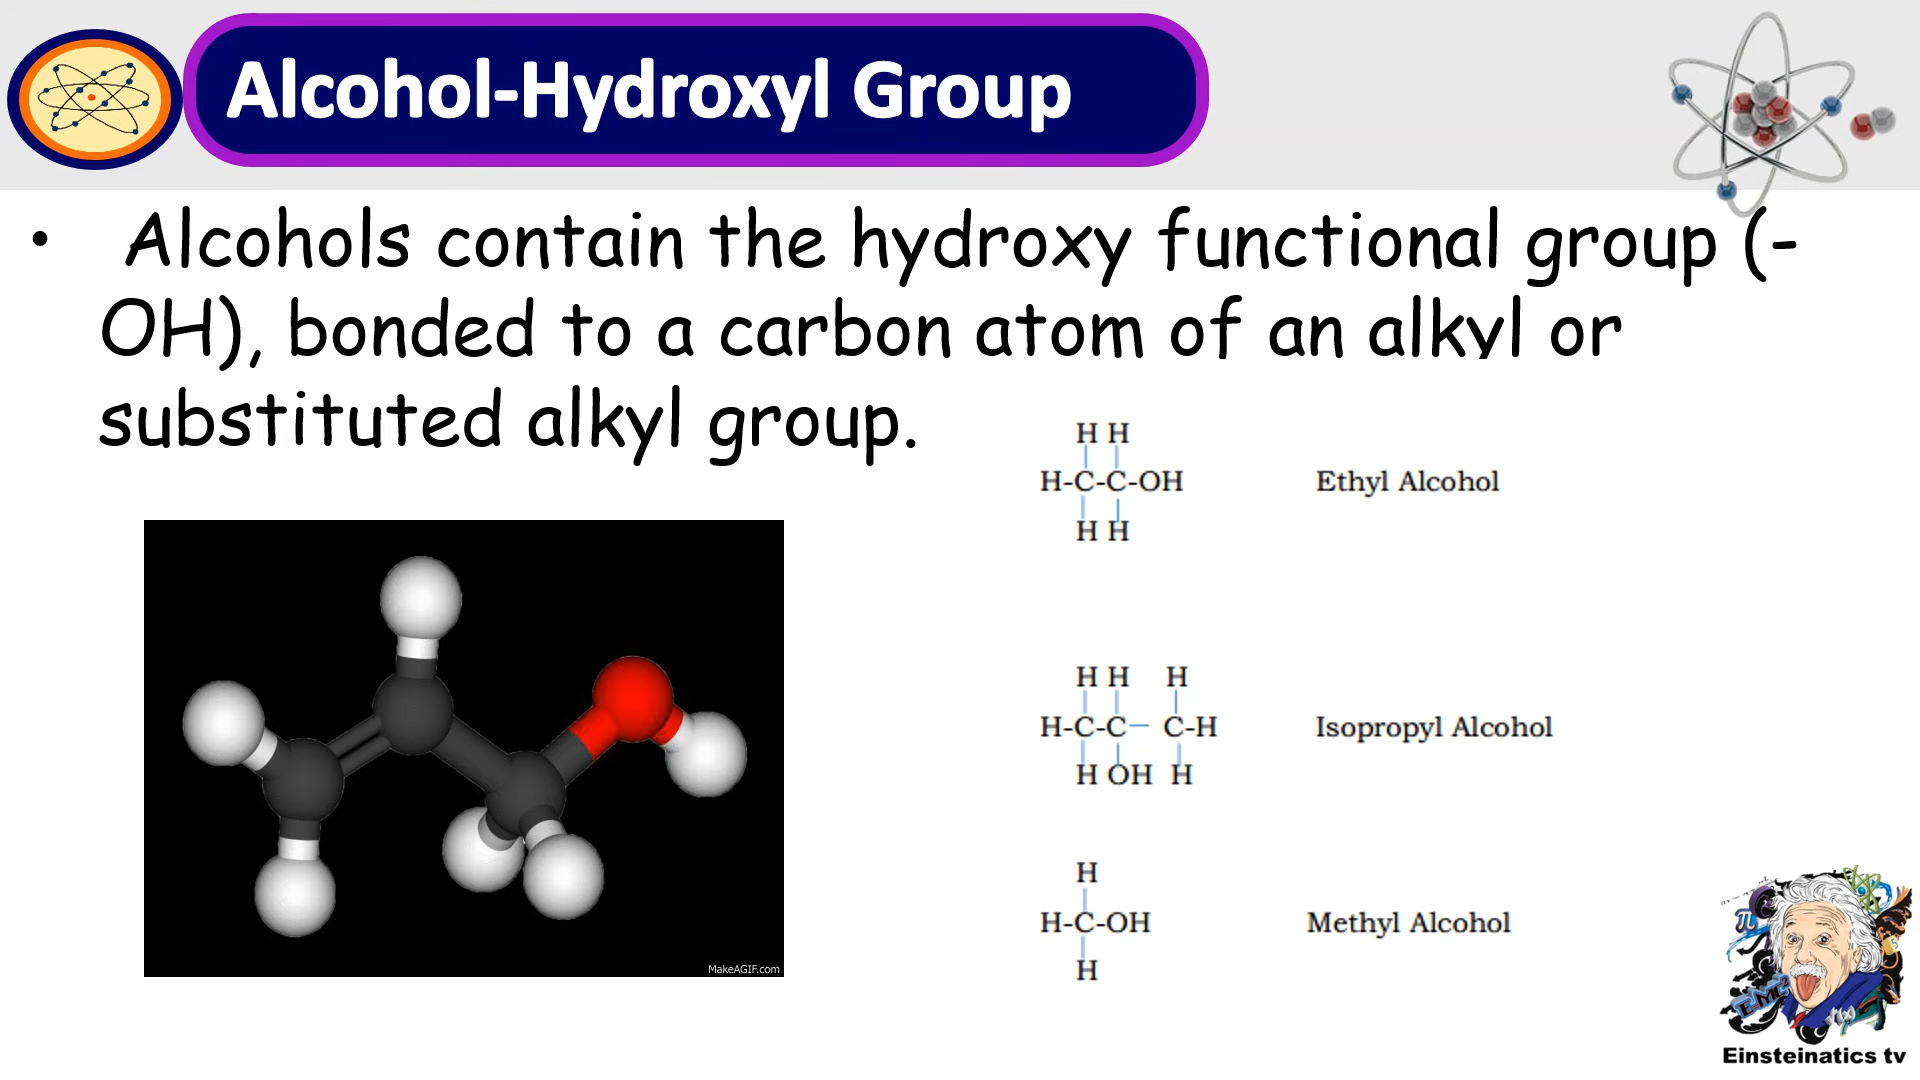 Alcohol-Hydroxyl Group
• Alcohols contain the hydroxy functional group (-
OH), bonded to a carbon atom of an alkyl or
substituted alkyl group.
H H
H-C-C-OH Ethyl Alcohol
H H
H H H
H-C-C- C-H Isopropyl Alcohol
H OH H
H
H-C-OH Methyl Alcohol
H
MakeAGIF.com
π
E=MC²
Einsteinatics tv